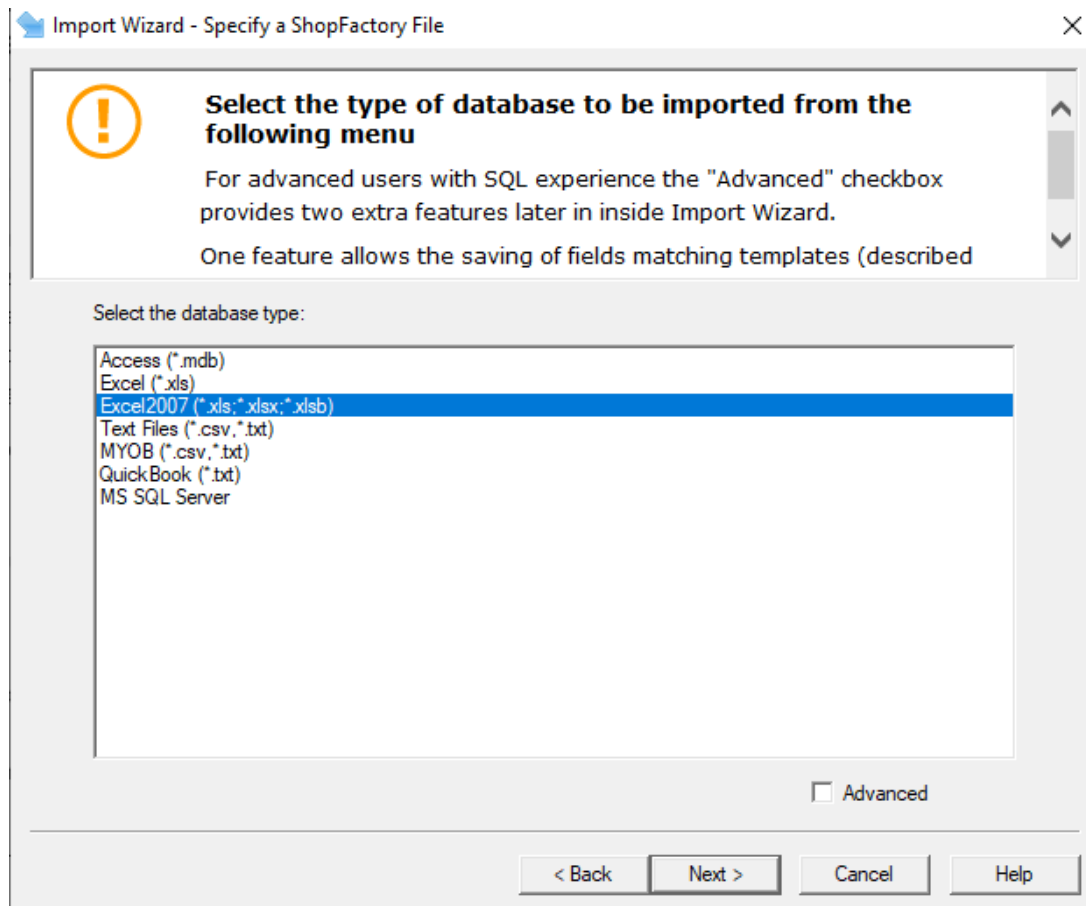 Import Wizard - Specify a ShopFactory File
Select the type of database to be imported from the
following menu
For advanced users with SQL experience the "Advanced" checkbox
provides two extra features later in inside Import Wizard.
One feature allows the saving of fields matching templates (described
Select the database type:
Access (*.mdb)
Excel (*.xls)
Excel2007 (*.xls;*.xlsx;*.xlsb)
Text Files (*.csv,*.txt)
MYOB (*.csv,*.txt)
QuickBook (*.txt)
MS SQL Server
Advanced
< Back Next > Cancel Help